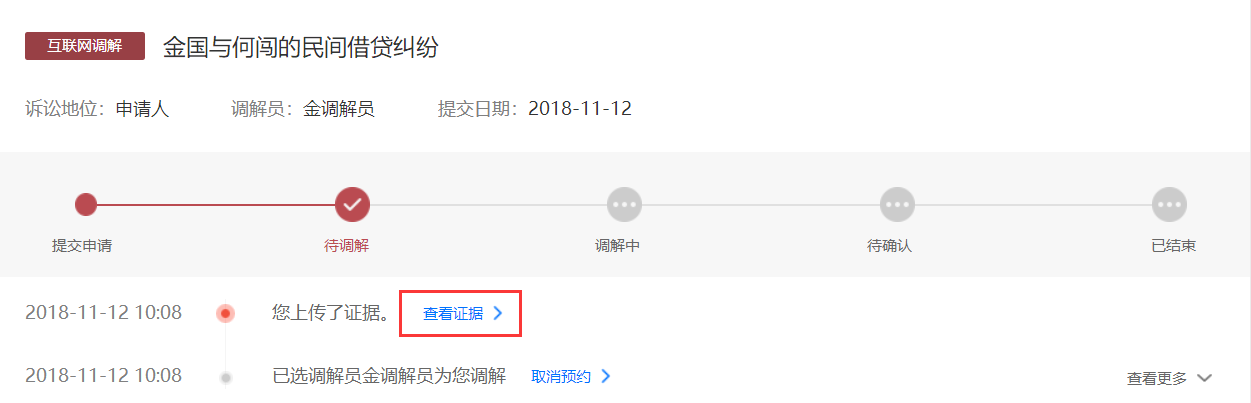 互联网调解 金国与何闯的民间借贷纠纷
诉讼地位：申请人 调解员：金调解员 提交日期：2018-11-12
提交申请 待调解 调解中 待确认 已结束
2018-11-12 10:08 您上传了证据。 查看证据
2018-11-12 10:08 已选调解员金调解员为您调解 取消预约 查看更多